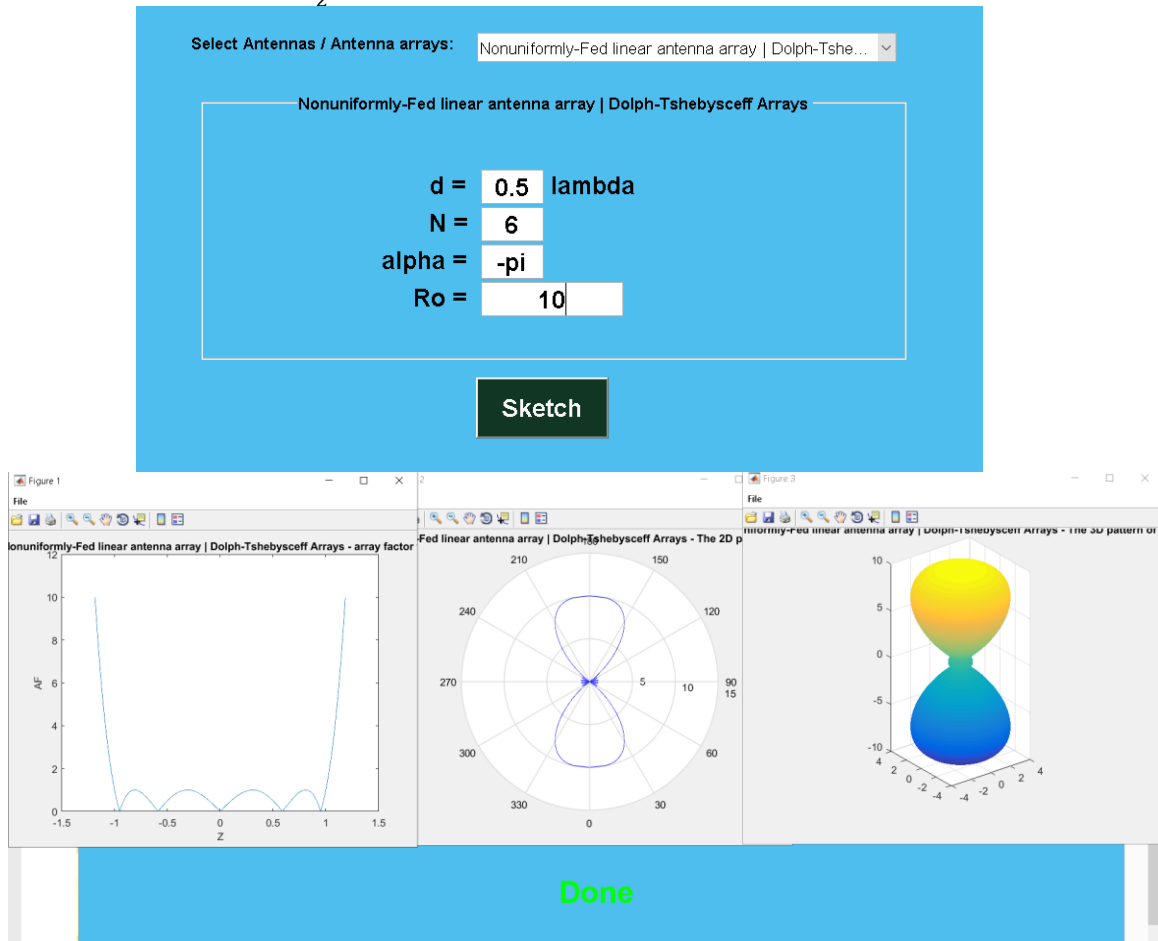 2
Select Antennas / Antenna arrays: Nonuniformly-Fed linear antenna array | Dolph-Tshe...
Nonuniformly-Fed linear antenna array | Dolph-Tshebysceff Arrays
d = 0.5 lambda
N = 6
alpha = -pi
Ro = 10
Sketch
Figure 1
File
lonuniformly-Fed linear antenna array | Dolph-Tshebysceff Arrays - array factor
12
10
8
6
4
2
0
AF
-1.5 -1 -0.5 0 0.5 1 1.5
Z
2
-Fed linear antenna array | Dolph-Tshebysceff Arrays - The 2D p
180
210 150
240 120
270 5 10 15 90
300 60
330 30
0
Figure 3
File
niformly-Fed linear antenna array | Dolph-Tshebysceff Arrays - The 3D pattern of
10
5
0
-5
-10
4 2 0 -2 -4
-4 -2 0 2 4
Done